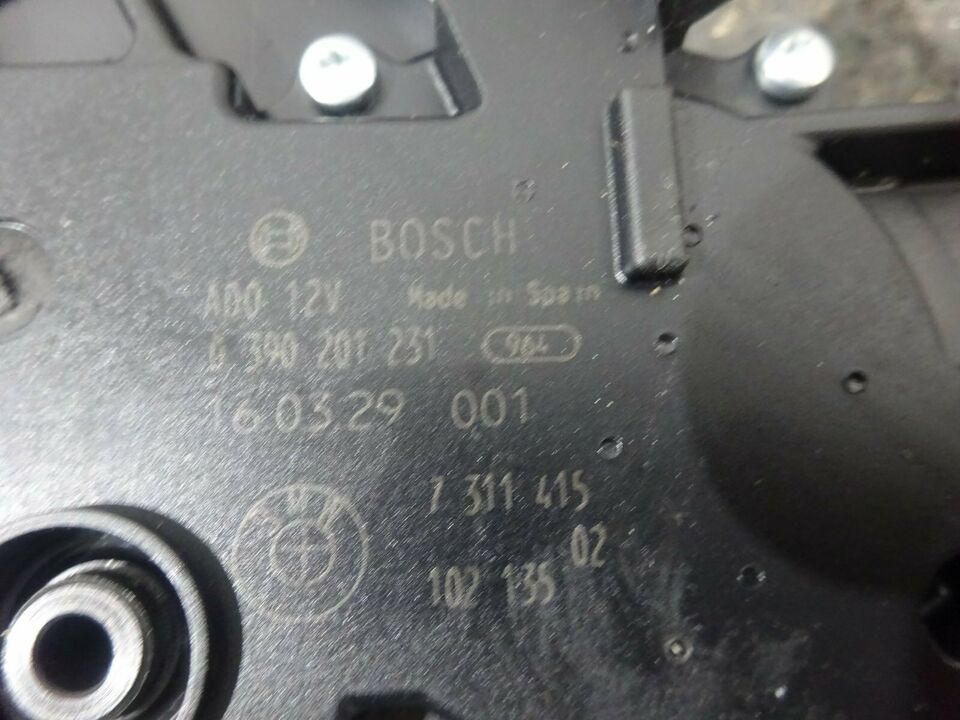 BOSCH
ADO 12V Made in Spain
G 390 201 231 964
16.03.29 001
BMW
7 311 415
02
102 135